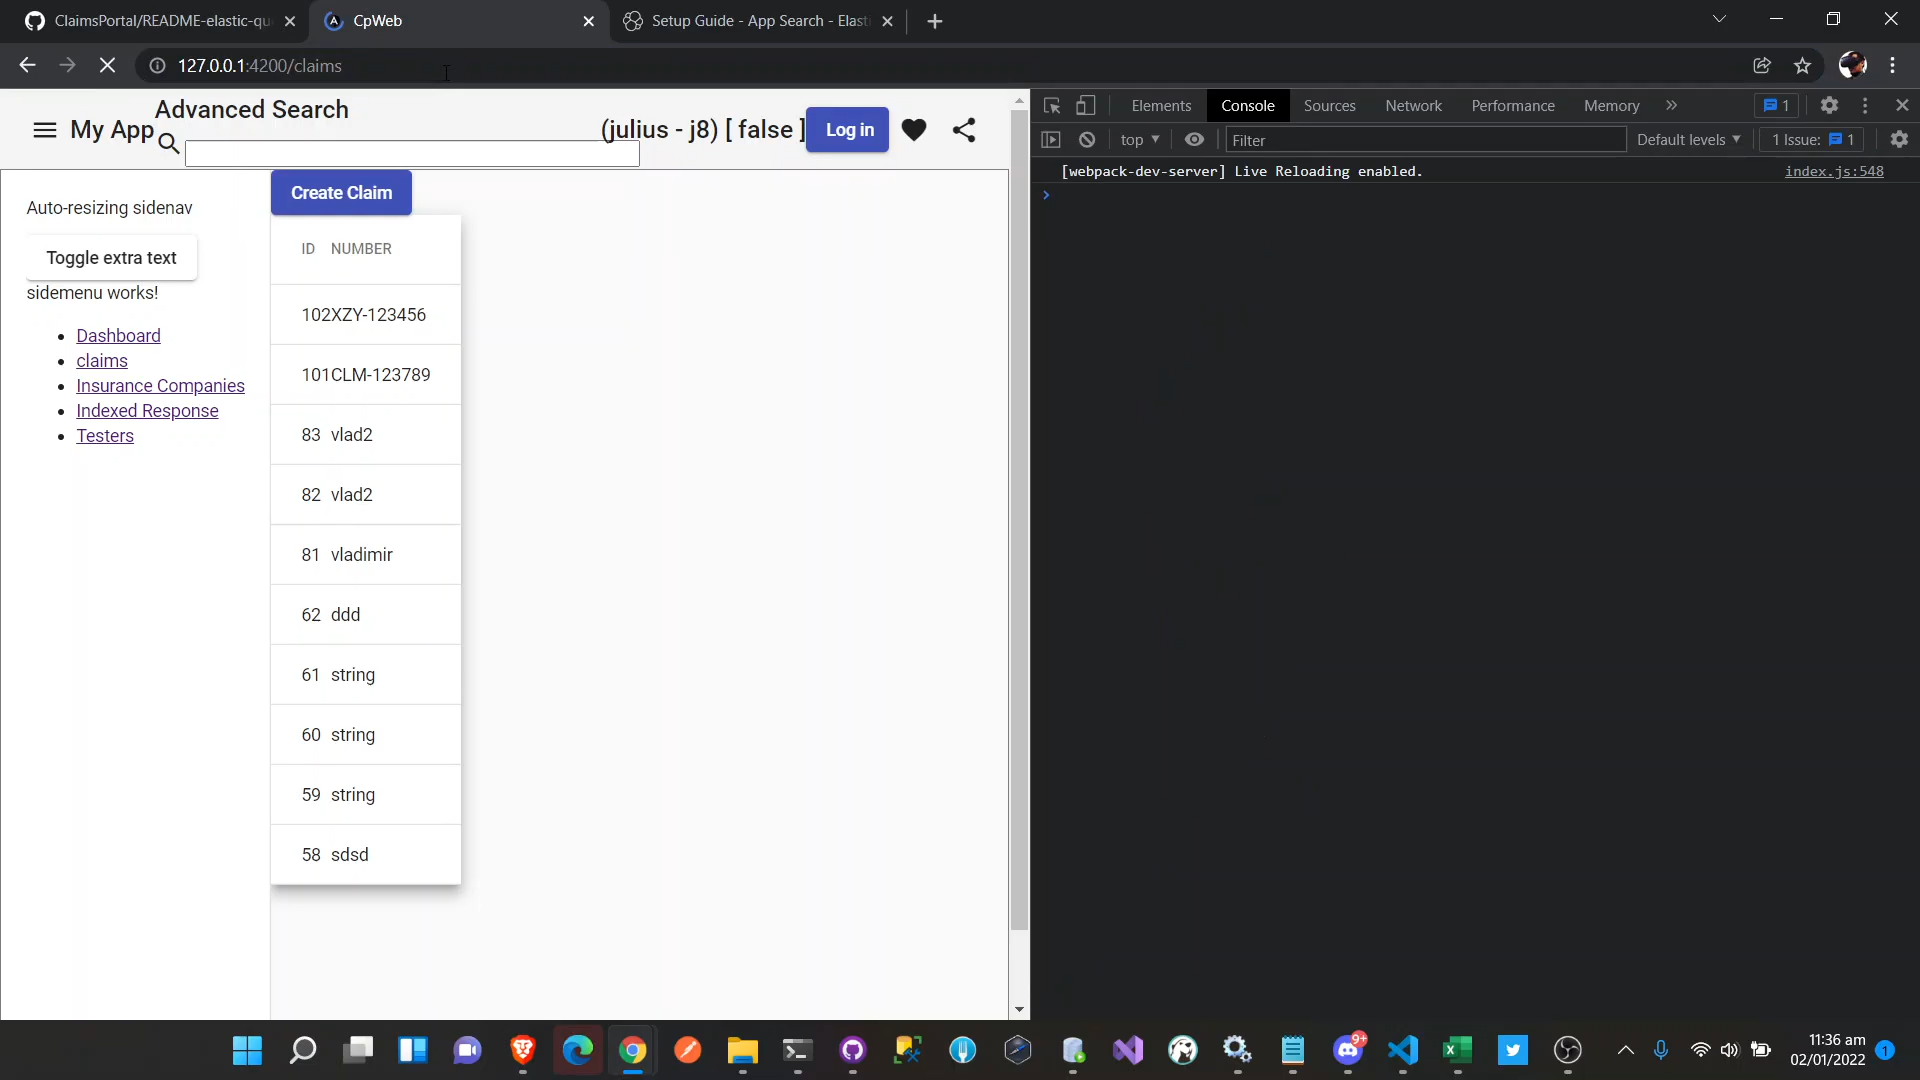 ClaimsPortal/README-elastic-qu
CpWeb
Setup Guide - App Search - Elasti
127.0.0.1:4200/claims
Elements
Console
Sources
Network
Performance
Memory
1
top
Filter
Default levels
1 Issue: 1
[webpack-dev-server] Live Reloading enabled.
index.js:548
My App
Advanced Search
(julius - j8) [ false ]
Log in
Auto-resizing sidenav
Toggle extra text
sidemenu works!
Dashboard
claims
Insurance Companies
Indexed Response
Testers
Create Claim
ID NUMBER
102XZY-123456
101CLM-123789
83 vlad2
82 vlad2
81 vladimir
62 ddd
61 string
60 string
59 string
58 sdsd
9+
11:36 am
02/01/2022
1